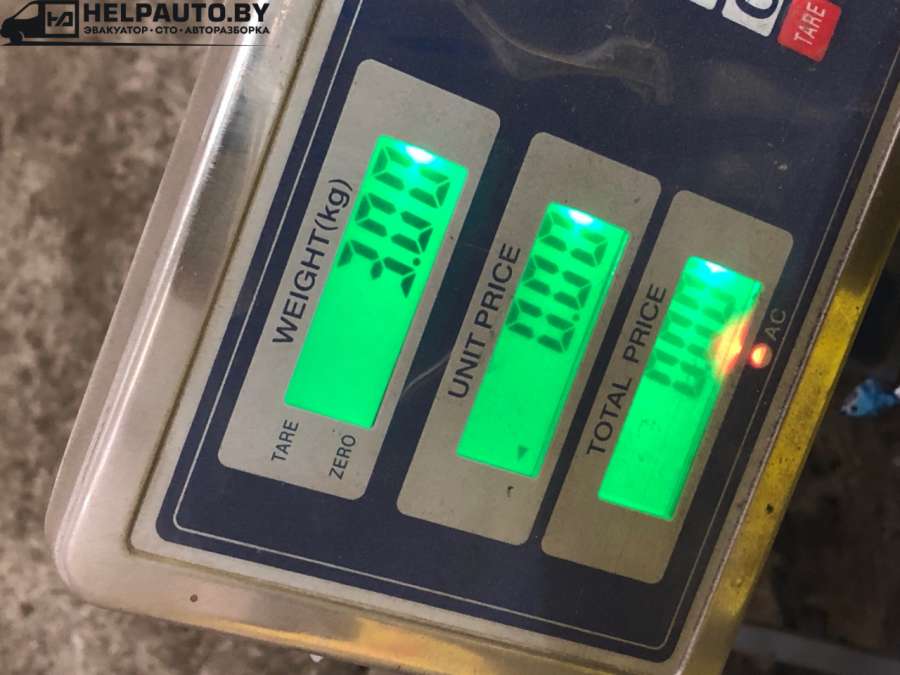 HELPAUTO.BY
ЭВАКУАТОР · СТО · АВТОРАЗБОРКА
TARE
WEIGHT(kg)
TARE
ZERO
UNIT PRICE
TOTAL PRICE
AC